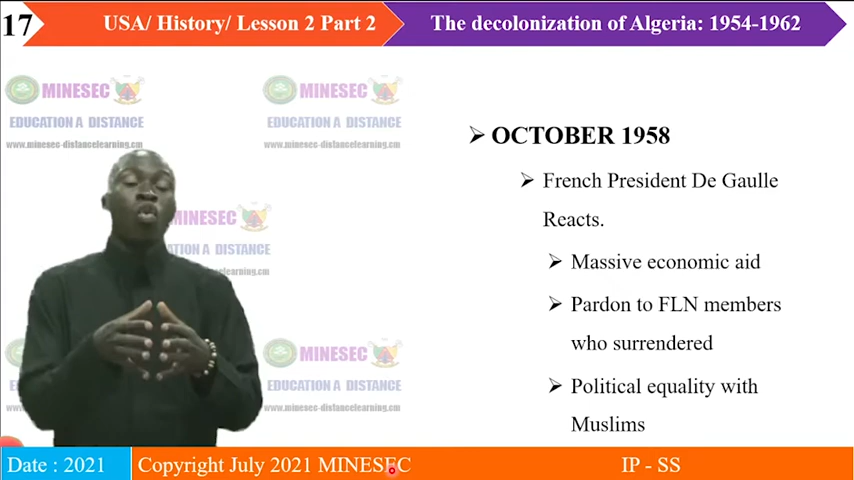 17
USA/ History/ Lesson 2 Part 2
The decolonization of Algeria: 1954-1962
MINESEC
EDUCATION A DISTANCE
www.minesec-distancelearning.cm
MINESEC
EDUCATION A DISTANCE
www.minesec-distancelearning.cm
➢ OCTOBER 1958
➢ French President De Gaulle
Reacts.
➢ Massive economic aid
➢ Pardon to FLN members
who surrendered
➢ Political equality with
Muslims
MINESEC
MINESEC
EDUCATION A DISTANCE
www.minesec-distancelearning.cm
Date : 2021
Copyright July 2021 MINESEC
IP - SS